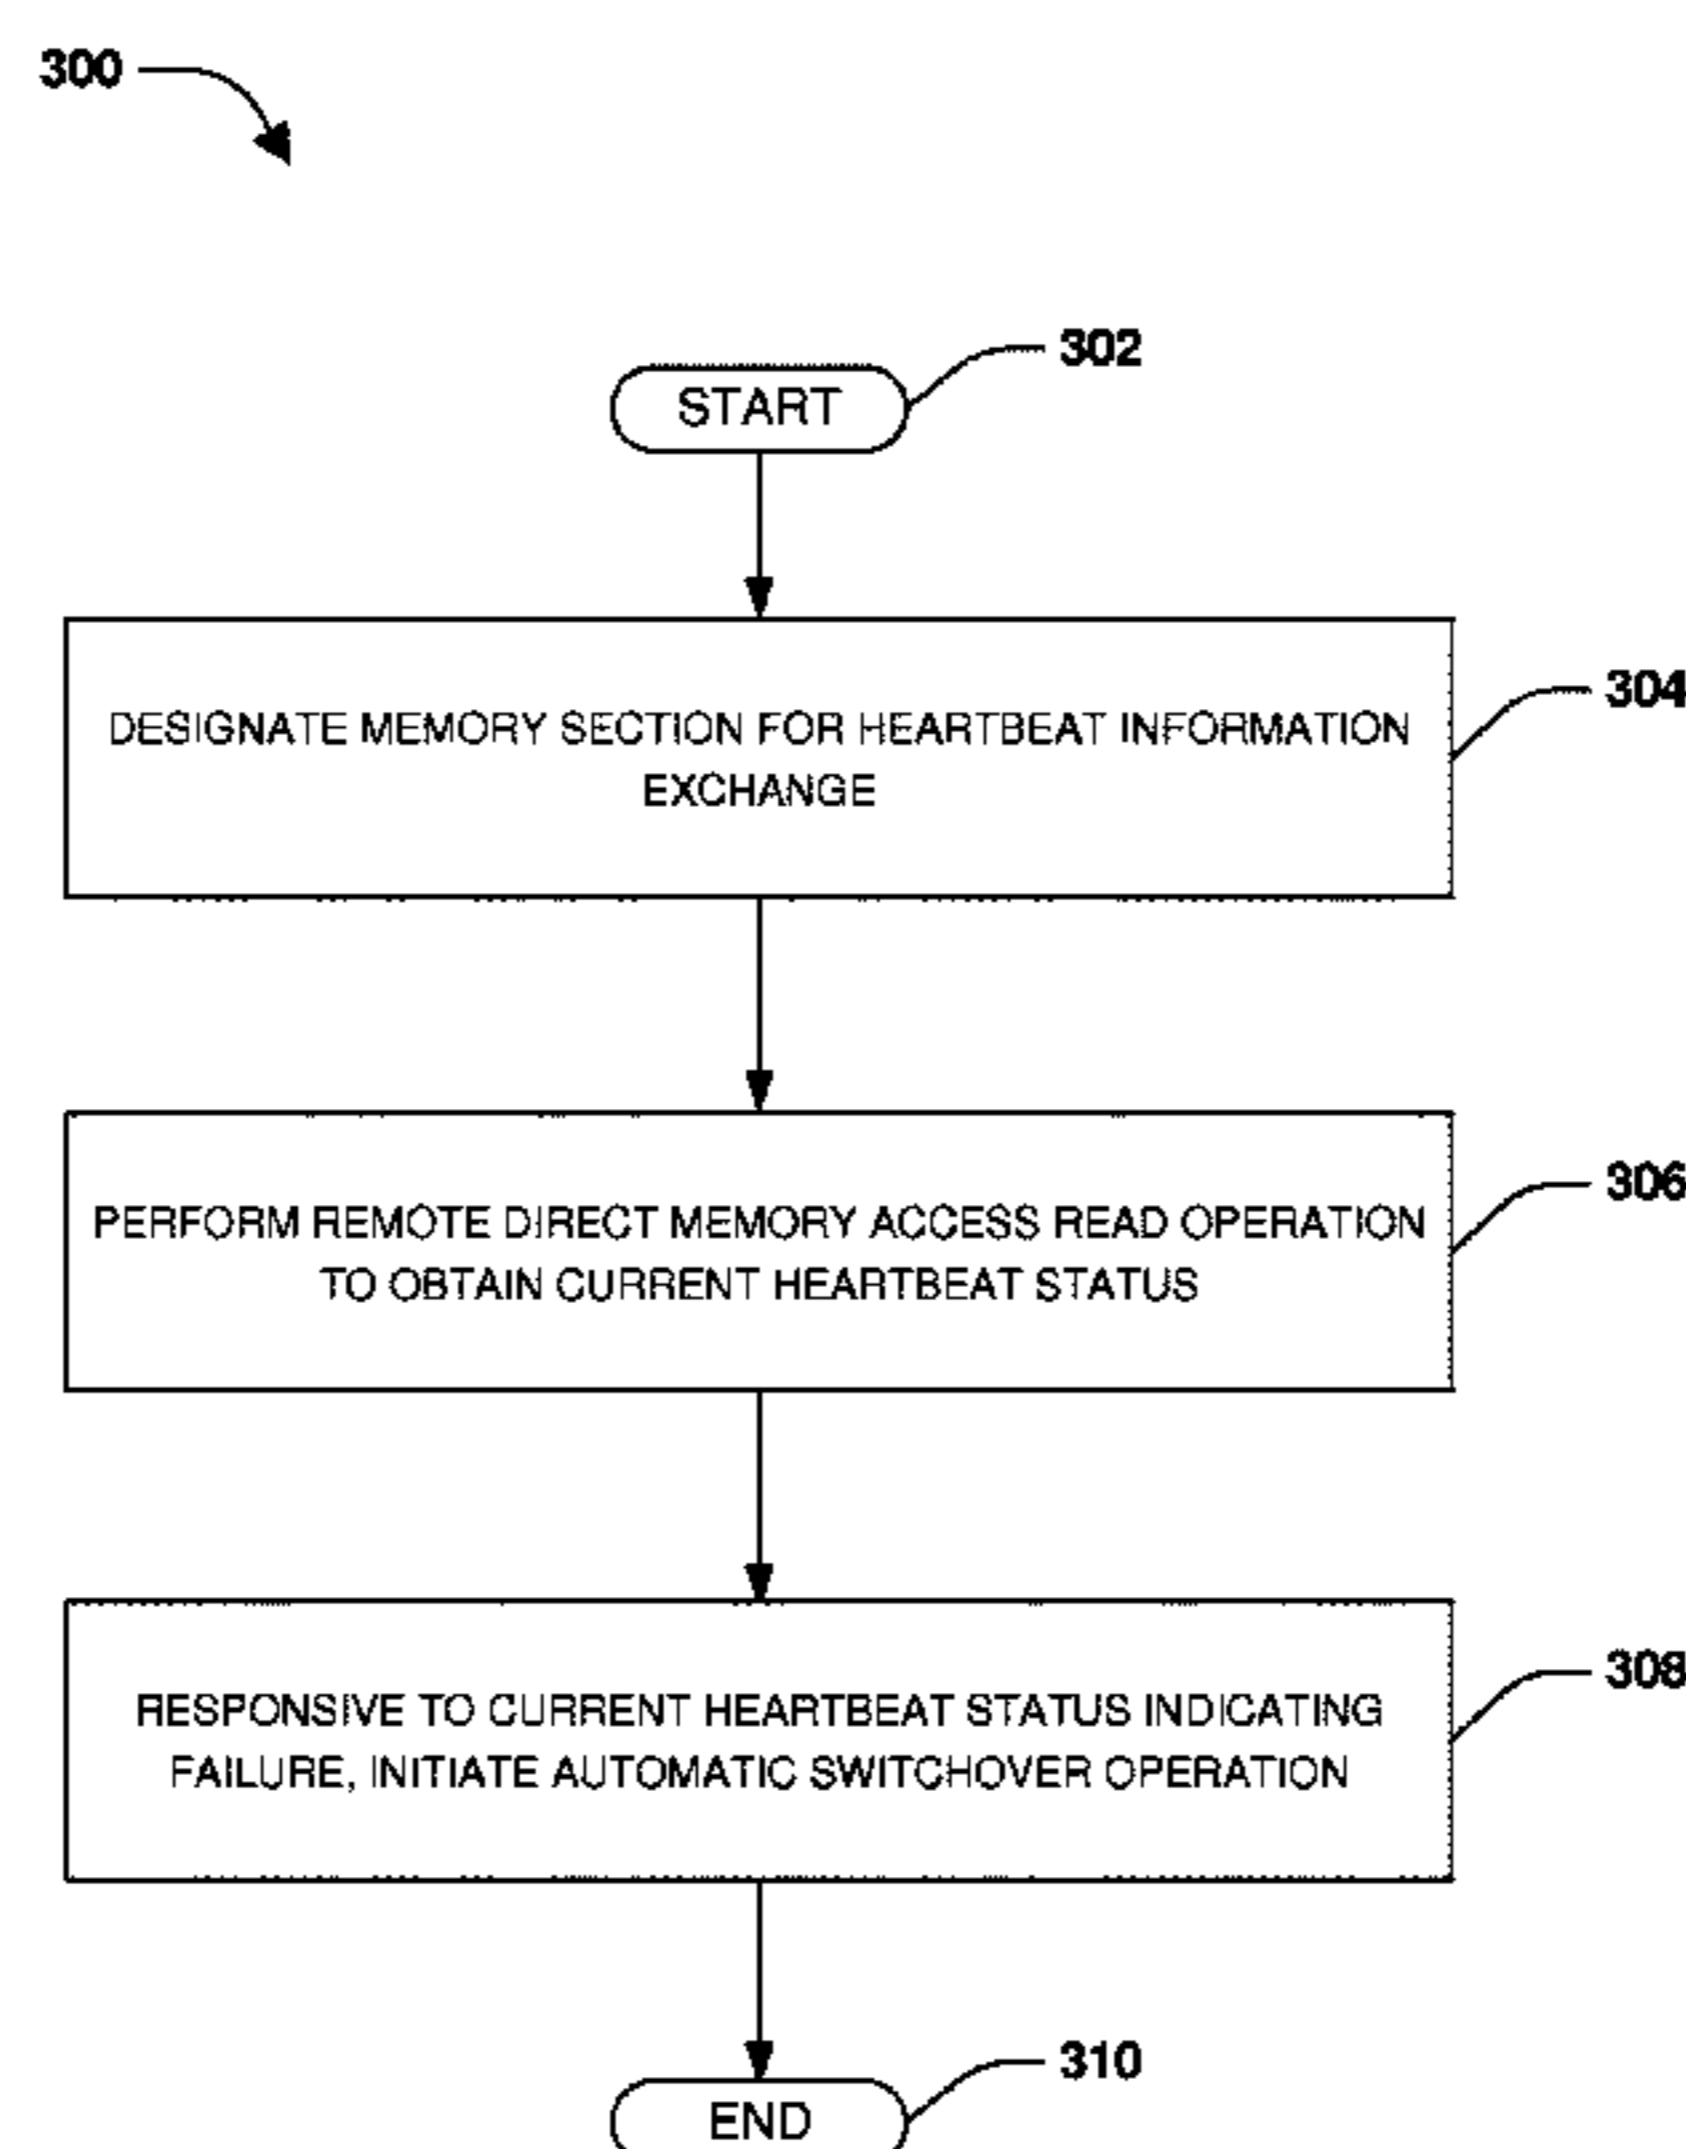 300
302
START
304
DESIGNATE MEMORY SECTION FOR HEARTBEAT INFORMATION
EXCHANGE
306
PERFORM REMOTE DIRECT MEMORY ACCESS READ OPERATION
TO OBTAIN CURRENT HEARTBEAT STATUS
308
RESPONSIVE TO CURRENT HEARTBEAT STATUS INDICATING
FAILURE, INITIATE AUTOMATIC SWITCHOVER OPERATION
310
END